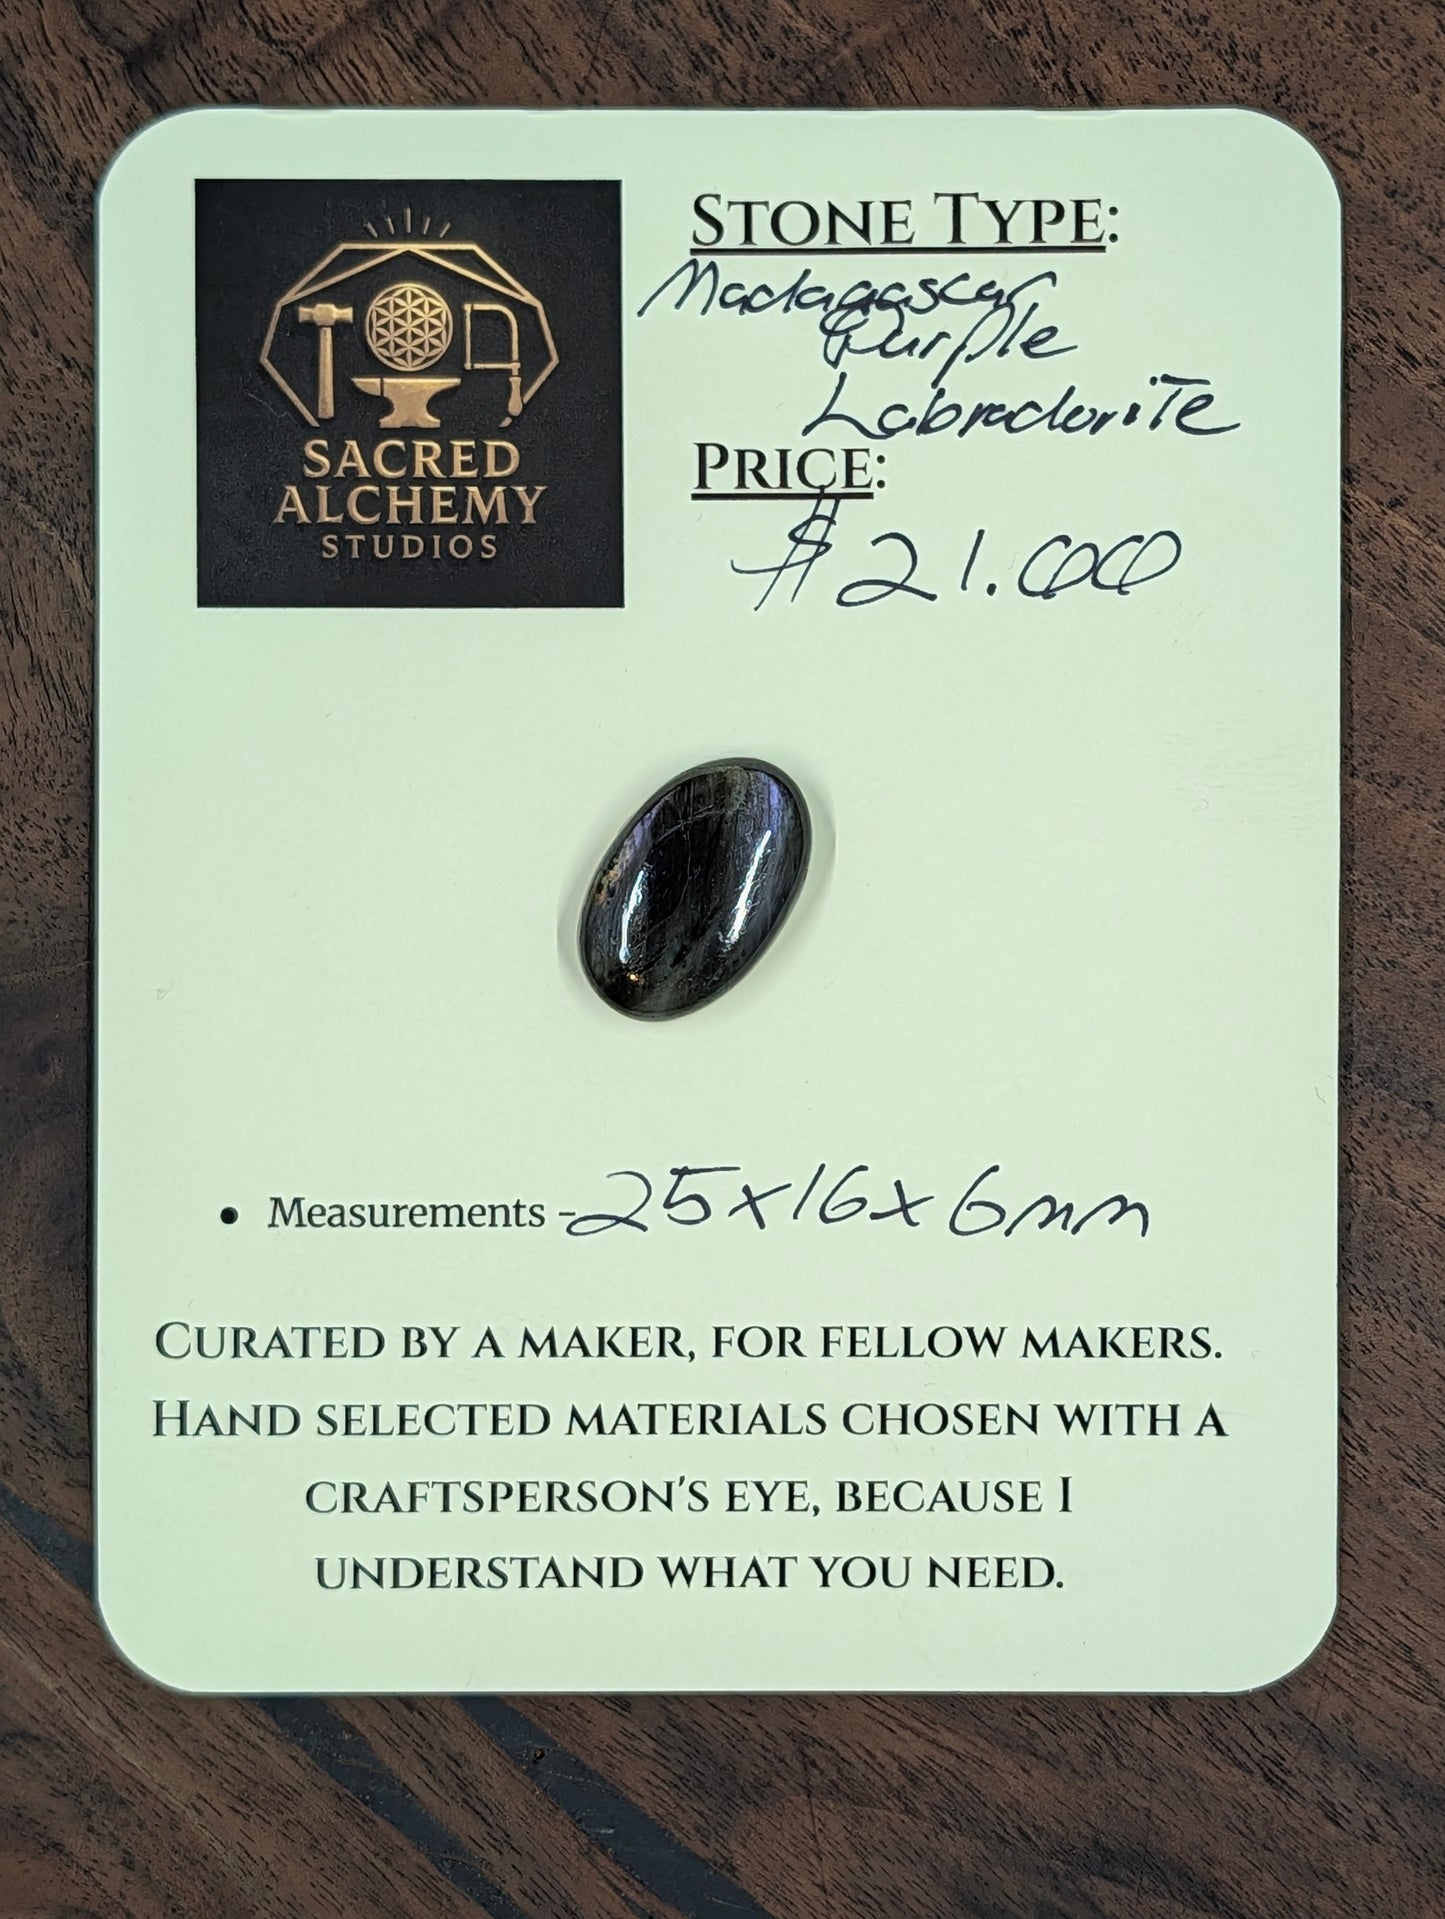 SACRED
ALCHEMY
STUDIOS
STONE TYPE:
Madagascar
Purple
Labradorite
PRICE:
$21.00
• Measurements - 25x16x6mm
CURATED BY A MAKER, FOR FELLOW MAKERS.
HAND SELECTED MATERIALS CHOSEN WITH A
CRAFTSPERSON'S EYE, BECAUSE I
UNDERSTAND WHAT YOU NEED.